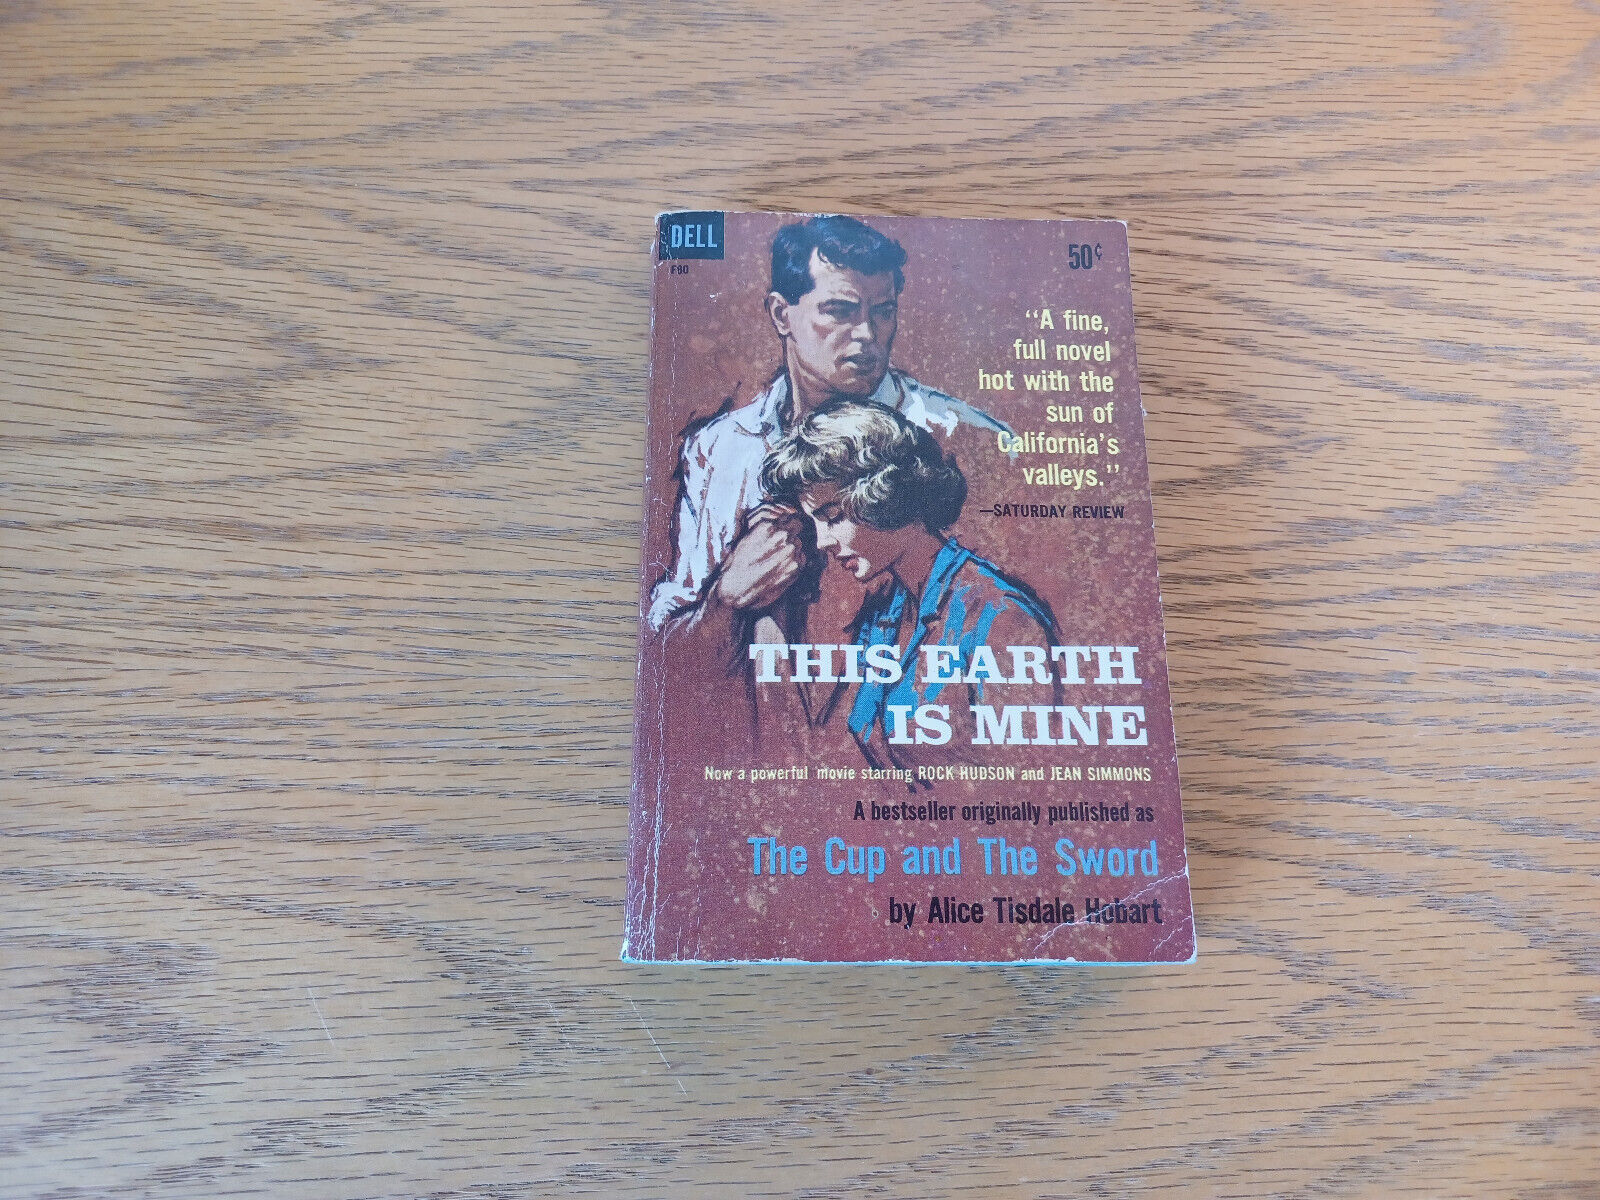 DELL
F80
50¢
"A fine,
full novel
hot with the
sun of
California's
valleys."
—SATURDAY REVIEW
THIS EARTH
IS MINE
Now a powerful movie starring ROCK HUDSON and JEAN SIMMONS
A bestseller originally published as
The Cup and The Sword
by Alice Tisdale Hobart